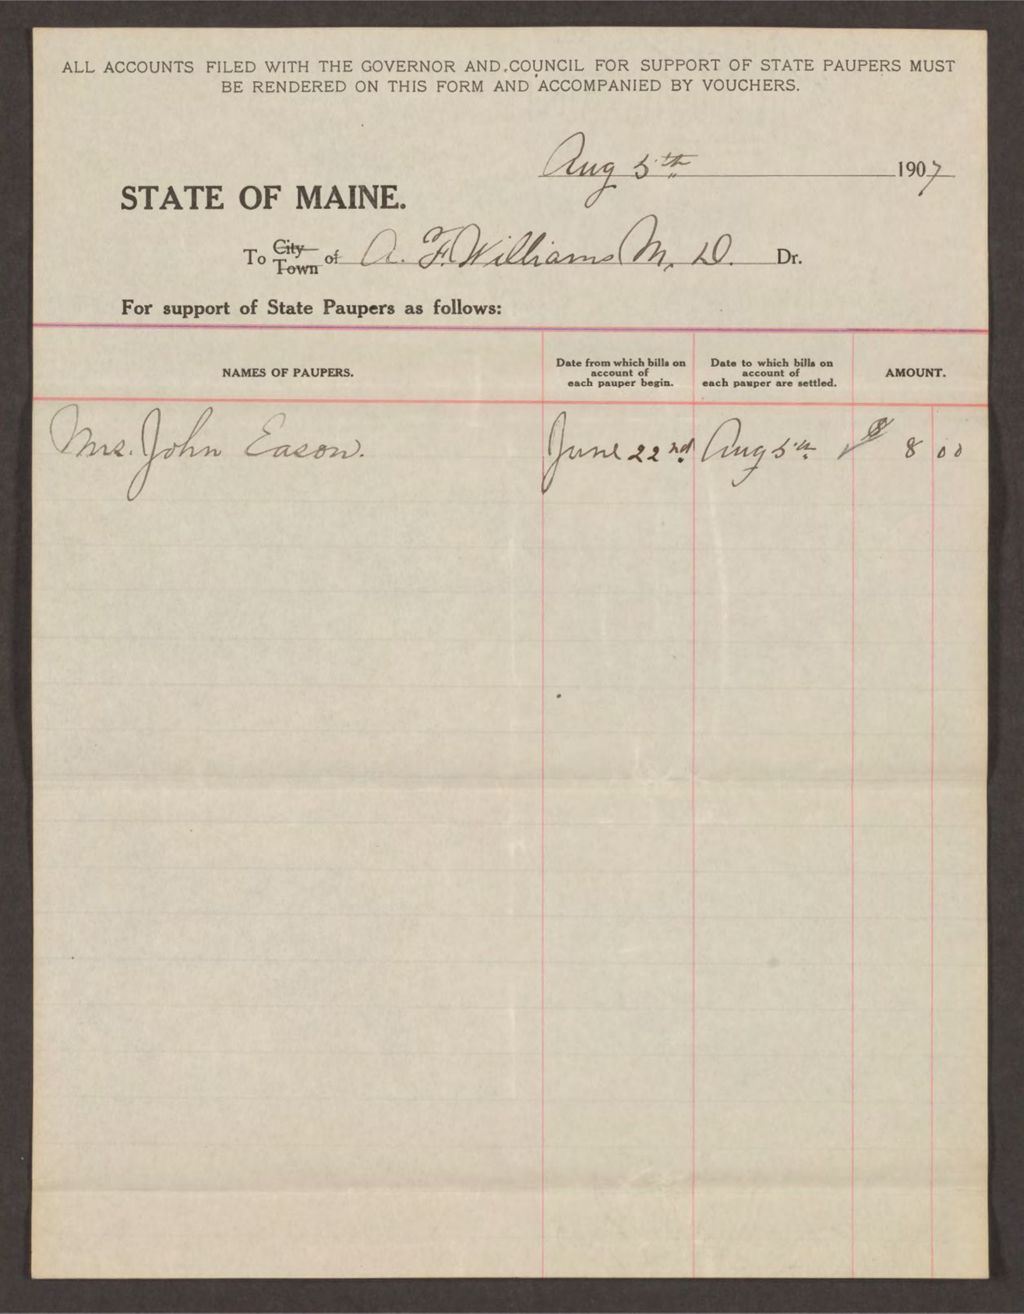 ALL ACCOUNTS FILED WITH THE GOVERNOR AND COUNCIL FOR SUPPORT OF STATE PAUPERS MUST
BE RENDERED ON THIS FORM AND ACCOMPANIED BY VOUCHERS.
Aug 5th 1907
STATE OF MAINE.
To City Town of A. F. Williams M. D. Dr.
For support of State Paupers as follows:
NAMES OF PAUPERS.
Date from which bills on
account of
each pauper begin.
Date to which bills on
account of
each pauper are settled.
AMOUNT.
Mrs. John Eason. June 22nd Aug 5th $ 8 00